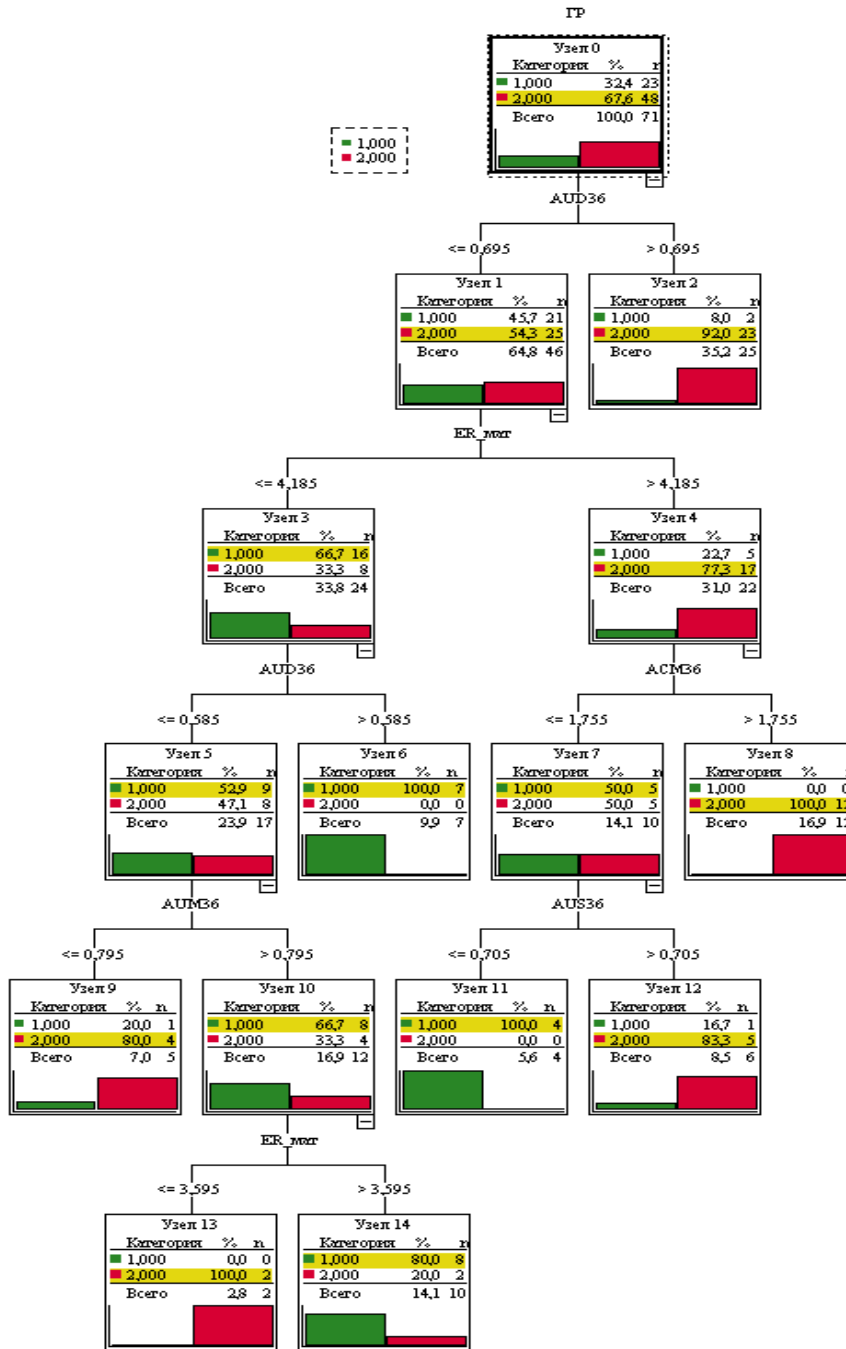 ГР
Узел 0
Категория % n
1,000 32,4 23
2,000 67,6 48
Всего 100,0 71
1,000
2,000
AUD36
<= 0,695 > 0,695
Узел 1
Категория % n
1,000 45,7 21
2,000 54,3 25
Всего 64,8 46
Узел 2
Категория % n
1,000 8,0 2
2,000 92,0 23
Всего 35,2 25
ER_мат
<= 4,185 > 4,185
Узел 3
Категория % n
1,000 66,7 16
2,000 33,3 8
Всего 33,8 24
Узел 4
Категория % n
1,000 22,7 5
2,000 77,3 17
Всего 31,0 22
AUD36 ACM36
<= 0,585 > 0,585 <= 1,755 > 1,755
Узел 5
Категория % n
1,000 52,9 9
2,000 47,1 8
Всего 23,9 17
Узел 6
Категория % n
1,000 100,0 7
2,000 0,0 0
Всего 9,9 7
Узел 7
Категория % n
1,000 50,0 5
2,000 50,0 5
Всего 14,1 10
Узел 8
Категория % n
1,000 0,0 0
2,000 100,0 12
Всего 16,9 12
AUM36 AUS36
<= 0,795 > 0,795 <= 0,705 > 0,705
Узел 9
Категория % n
1,000 20,0 1
2,000 80,0 4
Всего 7,0 5
Узел 10
Категория % n
1,000 66,7 8
2,000 33,3 4
Всего 16,9 12
Узел 11
Категория % n
1,000 100,0 4
2,000 0,0 0
Всего 5,6 4
Узел 12
Категория % n
1,000 16,7 1
2,000 83,3 5
Всего 8,5 6
ER_мат
<= 3,595 > 3,595
Узел 13
Категория % n
1,000 0,0 0
2,000 100,0 2
Всего 2,8 2
Узел 14
Категория % n
1,000 80,0 8
2,000 20,0 2
Всего 14,1 10